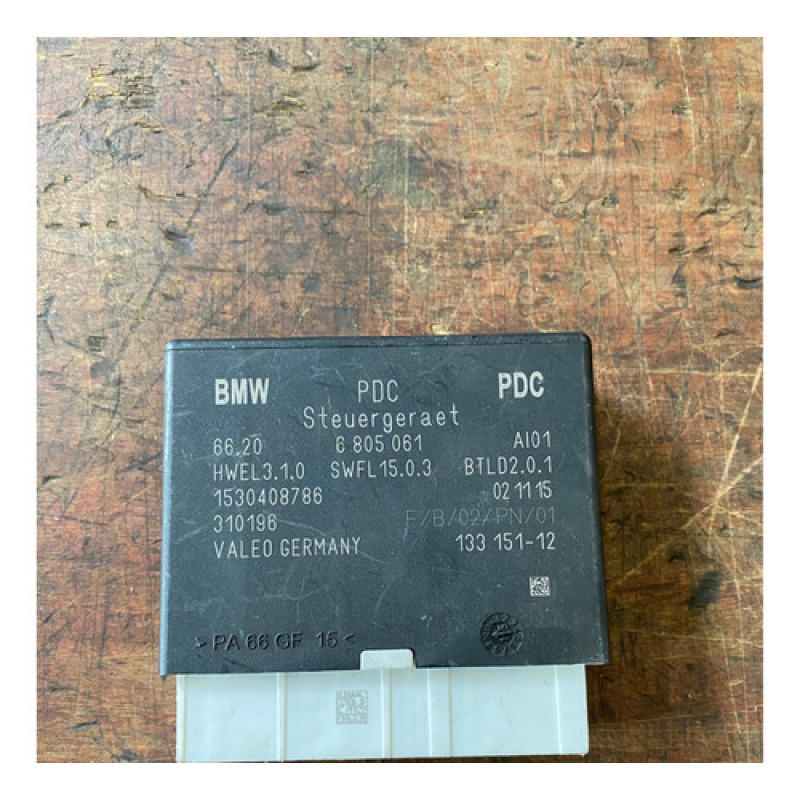 BMW PDC PDC
Steuergeraet
66.20 6 805 061 AI01
HWEL3.1.0 SWFL15.0.3 BTLD2.0.1
1530408786 02 11 15
310196 F/B/02/PN/01
VALEO GERMANY 133 151-12
>PA 66 GF 15<